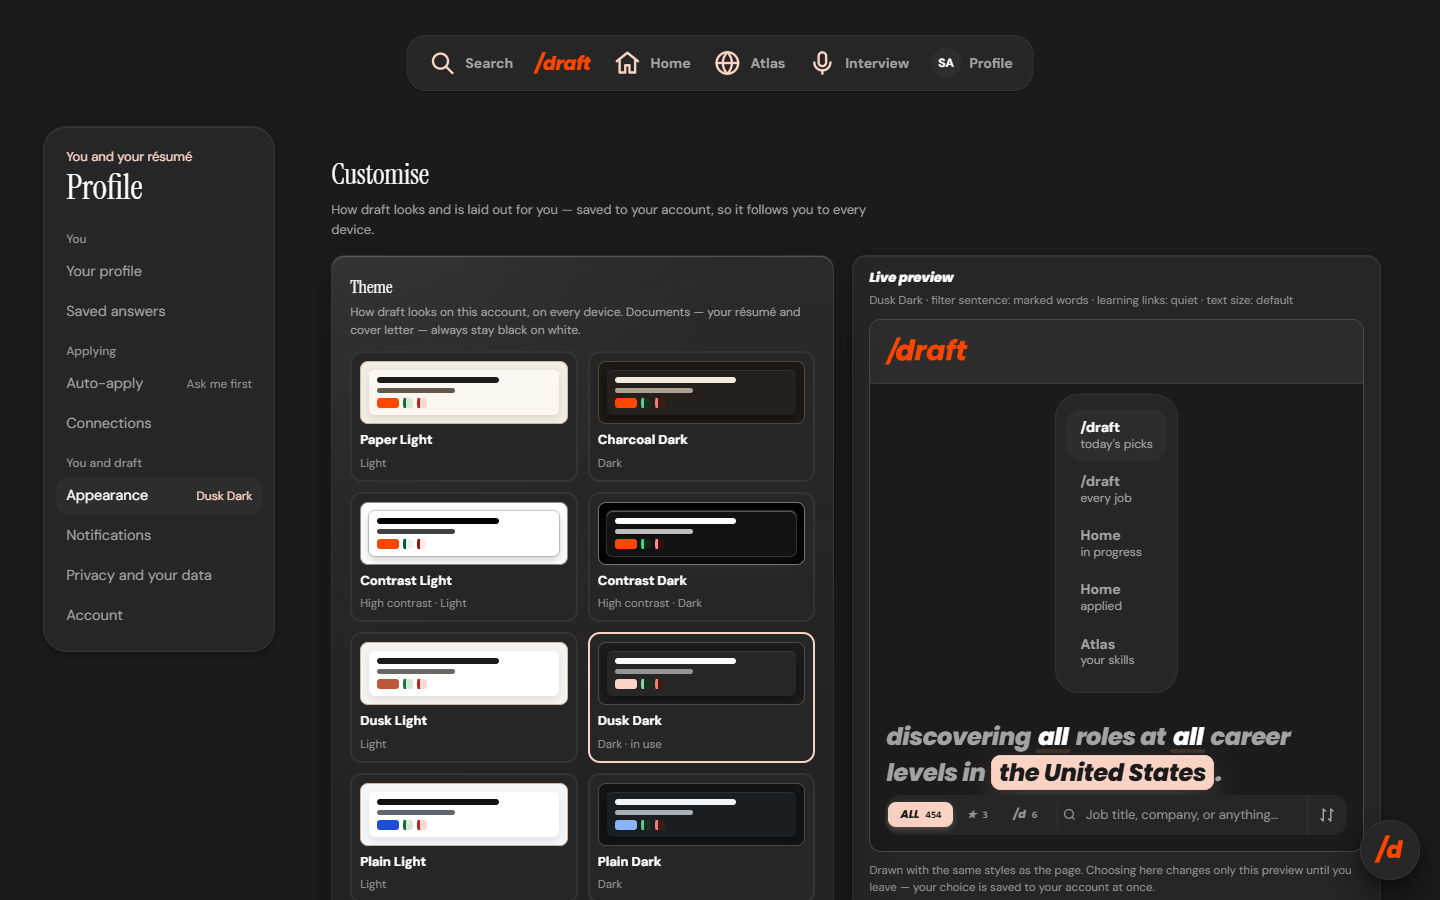 Search
/draft
Home
Atlas
Interview
SA
Profile
You and your résumé
Profile
You
Your profile
Saved answers
Applying
Auto-apply
Ask me first
Connections
You and draft
Appearance
Dusk Dark
Notifications
Privacy and your data
Account
Customise
How draft looks and is laid out for you — saved to your account, so it follows you to every
device.
Theme
How draft looks on this account, on every device. Documents — your résumé and
cover letter — always stay black on white.
Paper Light
Light
Charcoal Dark
Dark
Contrast Light
High contrast · Light
Contrast Dark
High contrast · Dark
Dusk Light
Light
Dusk Dark
Dark · in use
Plain Light
Light
Plain Dark
Dark
Live preview
Dusk Dark · filter sentence: marked words · learning links: quiet · text size: default
/draft
/draft
today's picks
/draft
every job
Home
in progress
Home
applied
Atlas
your skills
discovering all roles at all career
levels in the United States .
ALL 454
★ 3
/d 6
Job title, company, or anything...
Drawn with the same styles as the page. Choosing here changes only this preview until you
leave — your choice is saved to your account at once.
/d